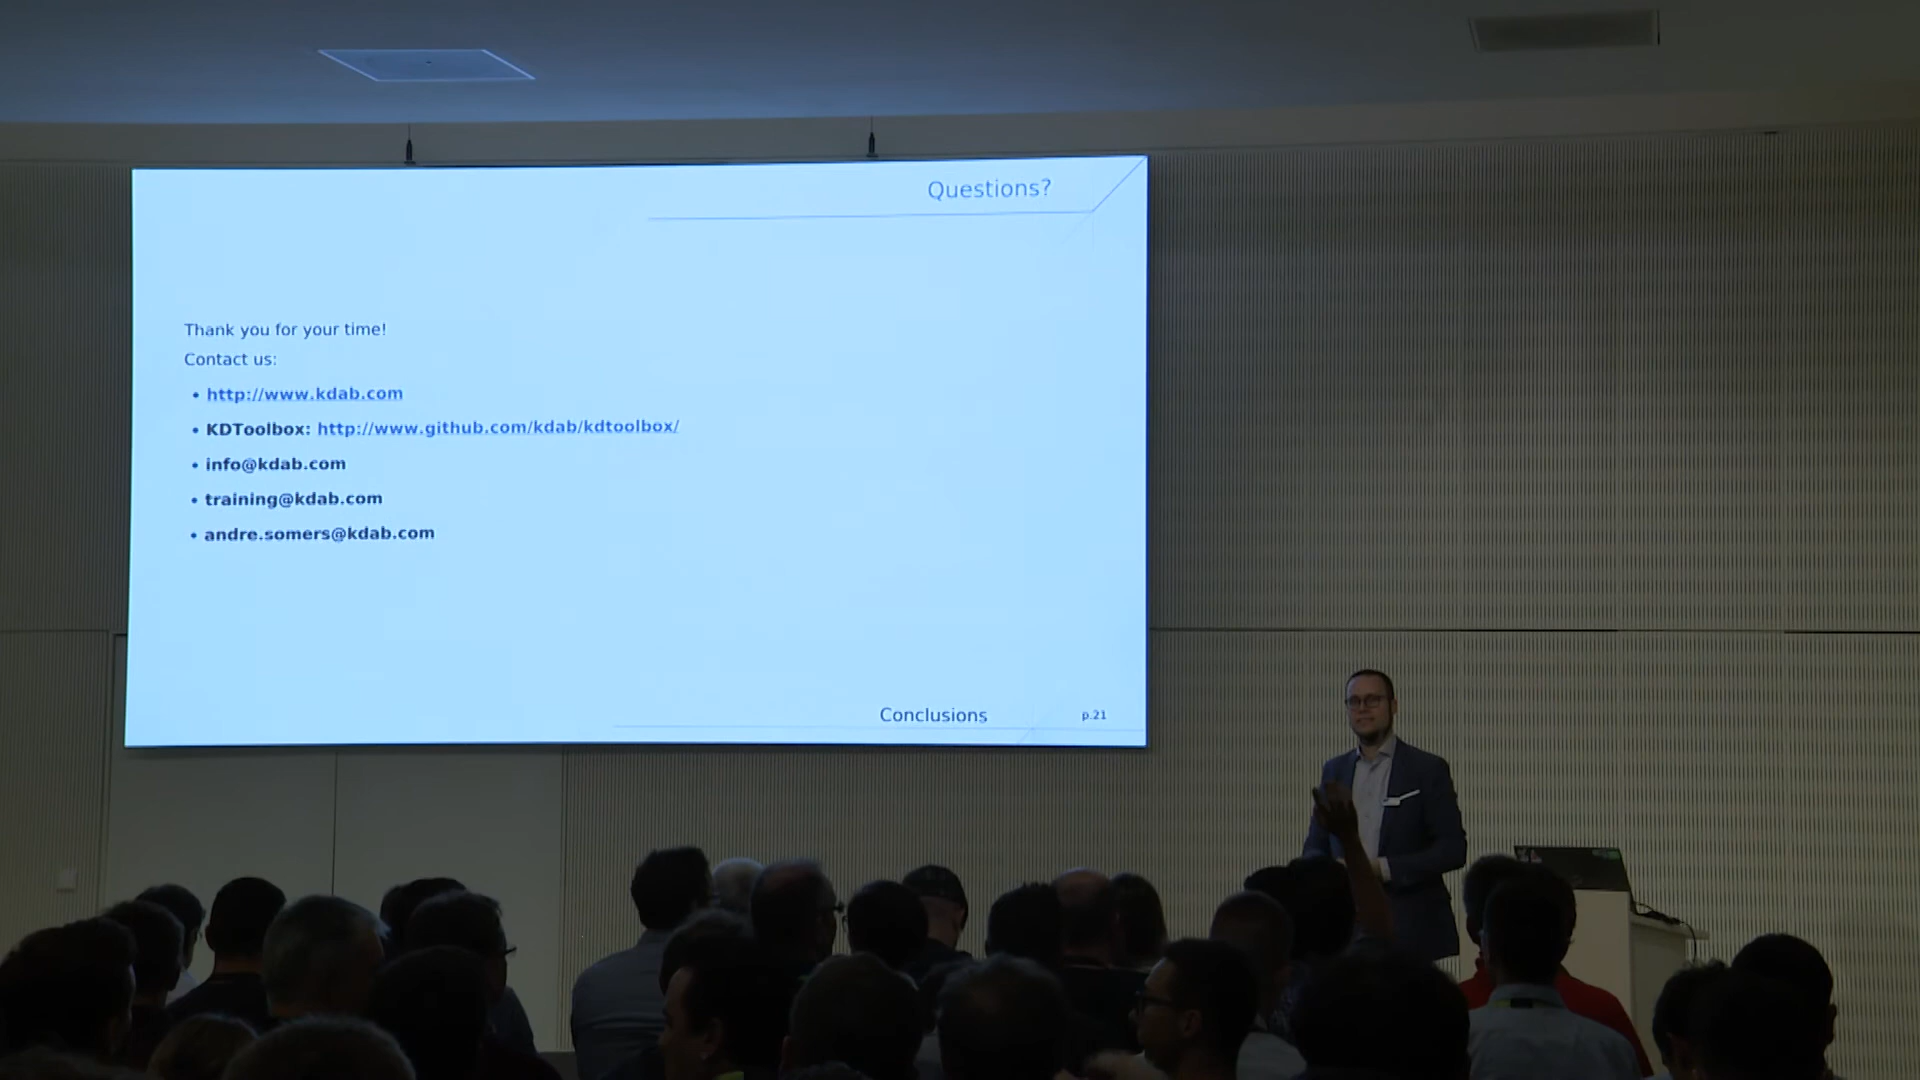 Questions?
Thank you for your time!
Contact us:
• http://www.kdab.com
• KDToolbox: http://www.github.com/kdab/kdtoolbox/
• info@kdab.com
• training@kdab.com
• andre.somers@kdab.com
Conclusions p.21